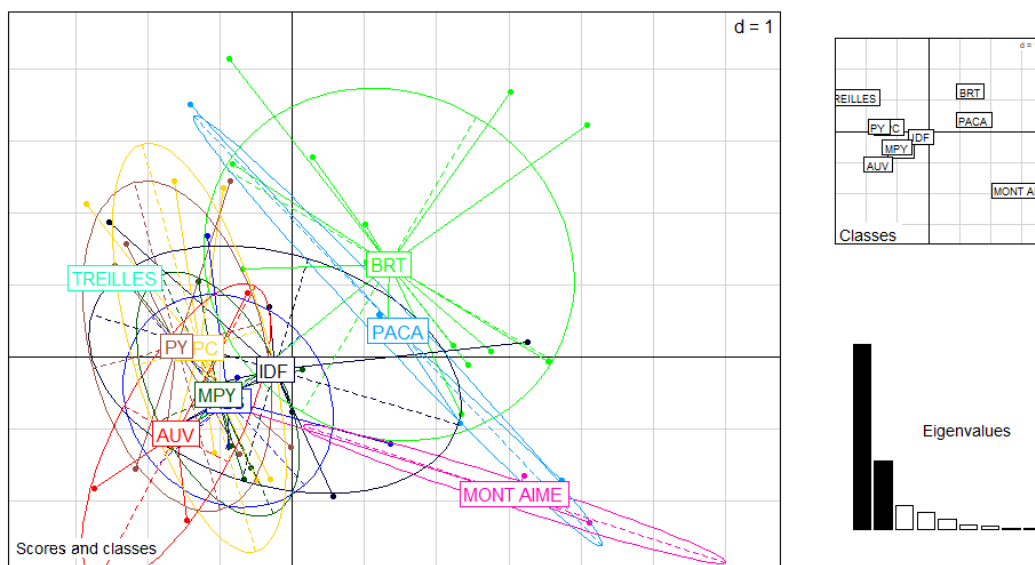 d = 1
BRT
TREILLES
PACA
PY
PC
IDF
MPY
AUV
MONT AIME
Scores and classes
d =
BRT
REILLES
PACA
PY
C
IDF
MPY
AUV
MONT AI
Classes
Eigenvalues